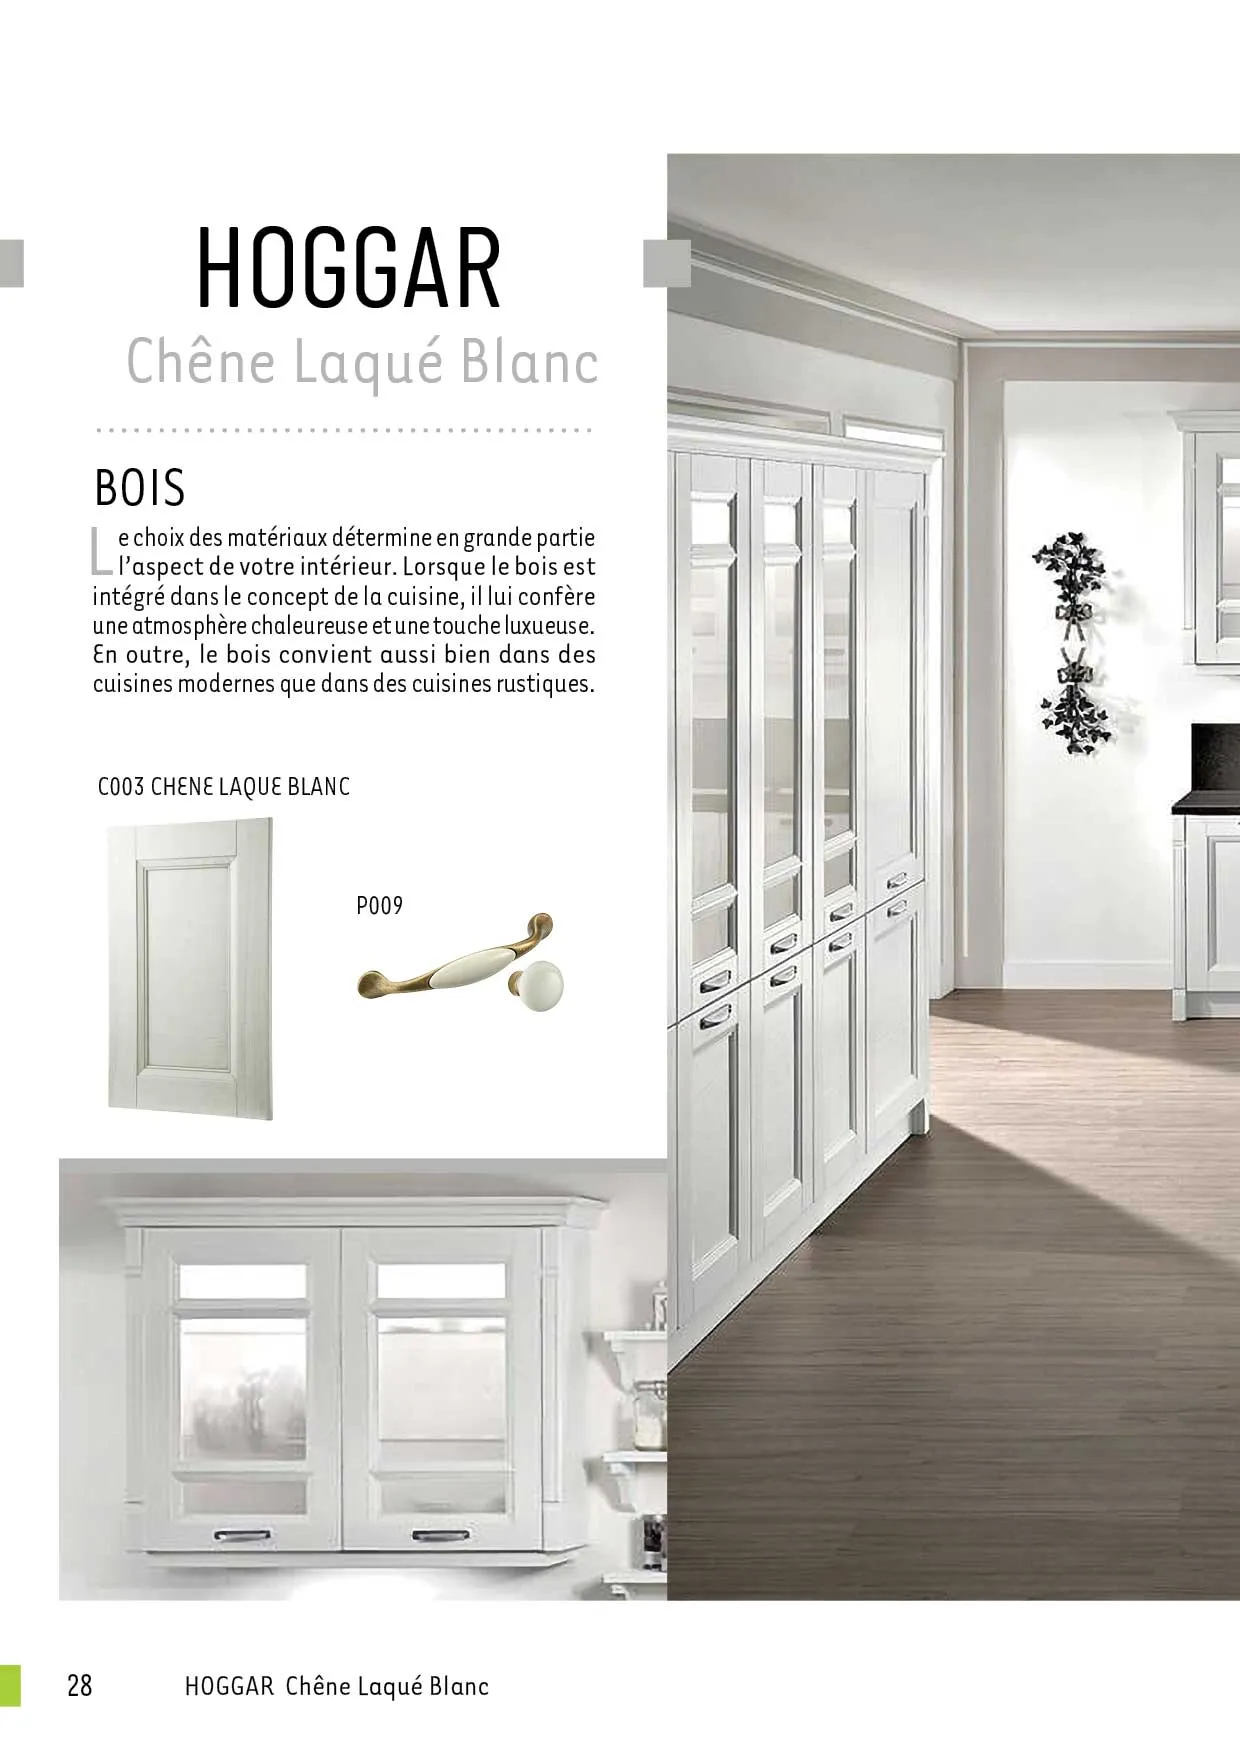 HOGGAR
Chêne Laqué Blanc
BOIS
Le choix des matériaux détermine en grande partie
l’aspect de votre intérieur. Lorsque le bois est
intégré dans le concept de la cuisine, il lui confère
une atmosphère chaleureuse et une touche luxueuse.
En outre, le bois convient aussi bien dans des
cuisines modernes que dans des cuisines rustiques.
C003 CHENE LAQUE BLANC
P009
28 HOGGAR Chêne Laqué Blanc